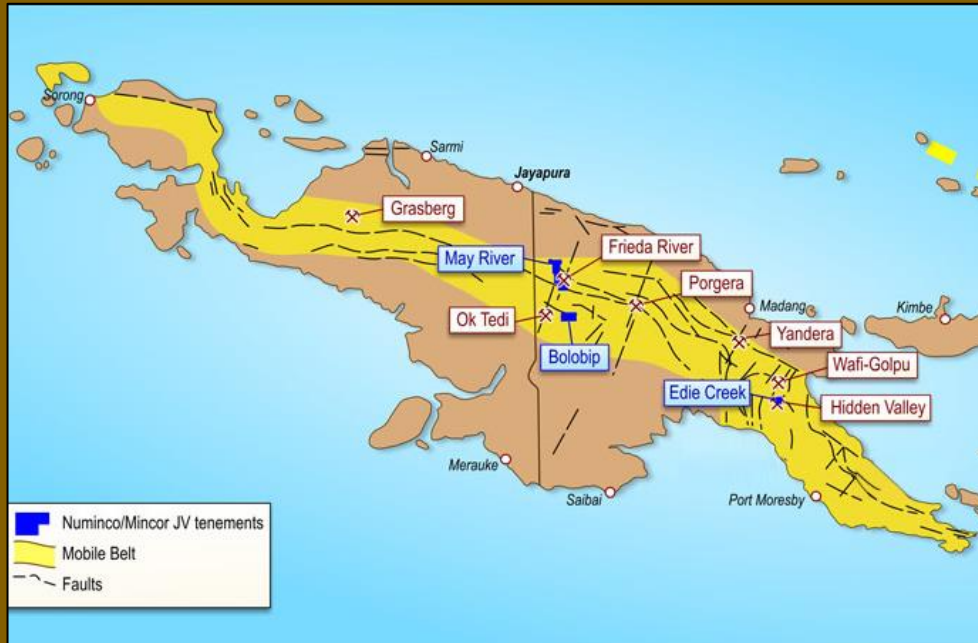 Sorong
Sarmi
Jayapura
Grasberg
Frieda River
May River
Porgera
Madang
Kimbe
Ok Tedi
Yandera
Bolobip
Wafi-Golpu
Edie Creek
Hidden Valley
Merauke
Saibai
Port Moresby
Numinco/Mincor JV tenements
Mobile Belt
Faults